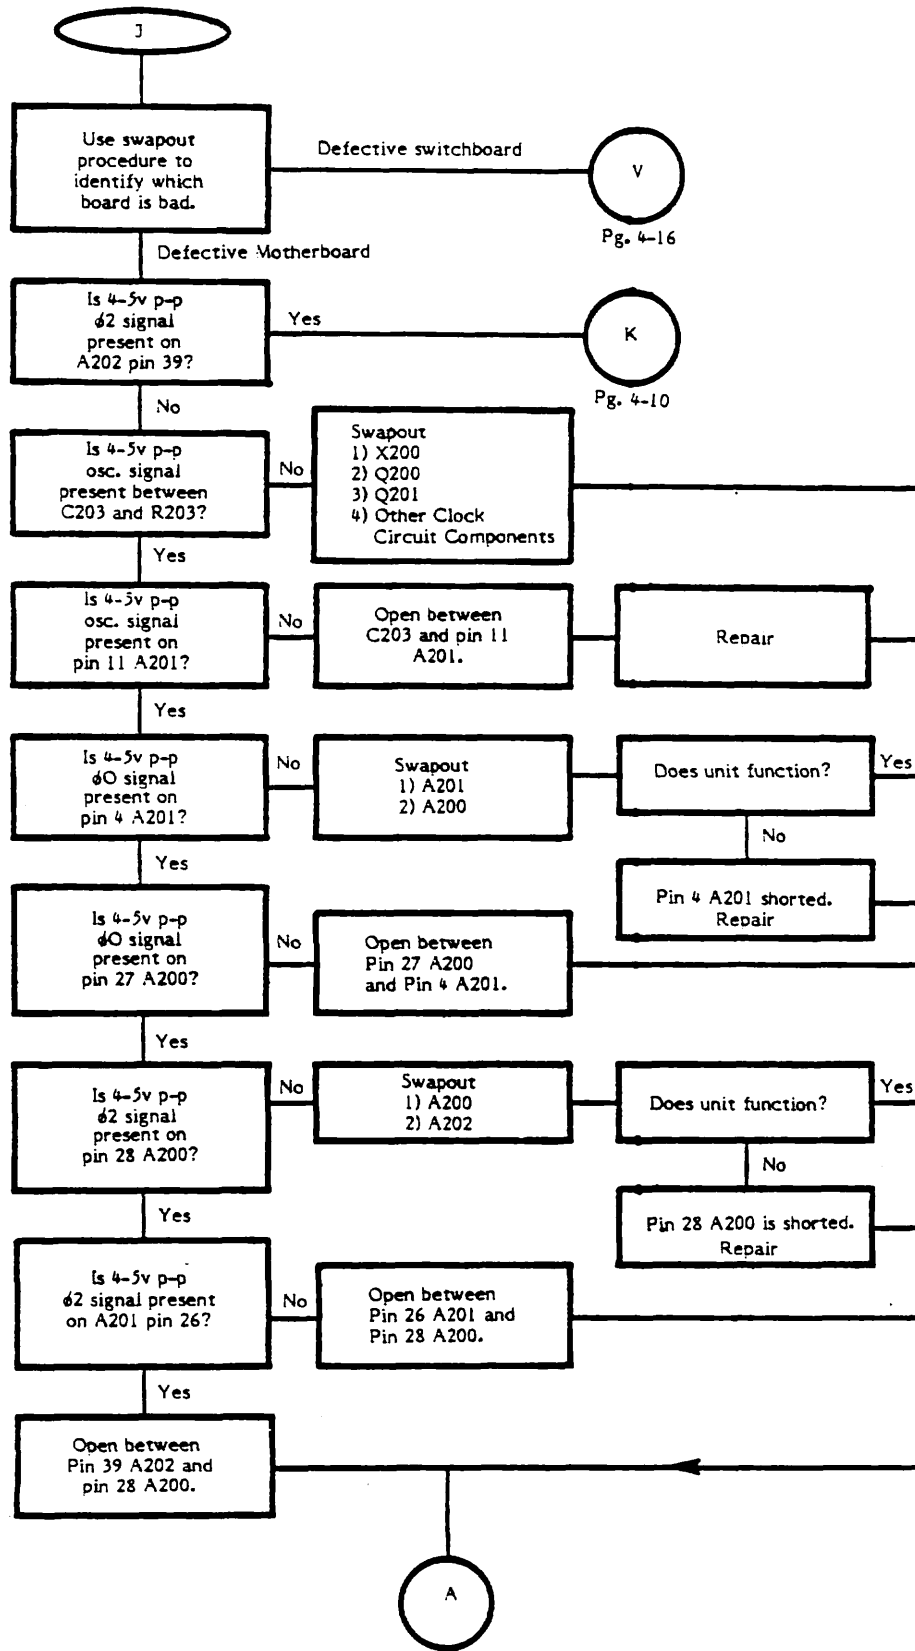 J
Use swapout
procedure to
identify which
board is bad.
Defective switchboard
V
Pg. 4-16
Defective Motherboard
Is 4-5v p-p
ϕ2 signal
present on
A202 pin 39?
Yes
K
Pg. 4-10
No
Is 4-5v p-p
osc. signal
present between
C203 and R203?
No
Swapout
1) X200
2) Q200
3) Q201
4) Other Clock
Circuit Components
Yes
Is 4-5v p-p
osc. signal
present on
pin 11 A201?
No
Open between
C203 and pin 11
A201.
Repair
Yes
Is 4-5v p-p
ϕO signal
present on
pin 4 A201?
No
Swapout
1) A201
2) A200
Does unit function?
Yes
No
Pin 4 A201 shorted.
Repair
Yes
Is 4-5v p-p
ϕO signal
present on
pin 27 A200?
No
Open between
Pin 27 A200
and Pin 4 A201.
Yes
Is 4-5v p-p
ϕ2 signal
present on
pin 28 A200?
No
Swapout
1) A200
2) A202
Does unit function?
Yes
No
Pin 28 A200 is shorted.
Repair
Yes
Is 4-5v p-p
ϕ2 signal present
on A201 pin 26?
No
Open between
Pin 26 A201 and
Pin 28 A200.
Yes
Open between
Pin 39 A202 and
pin 28 A200.
A